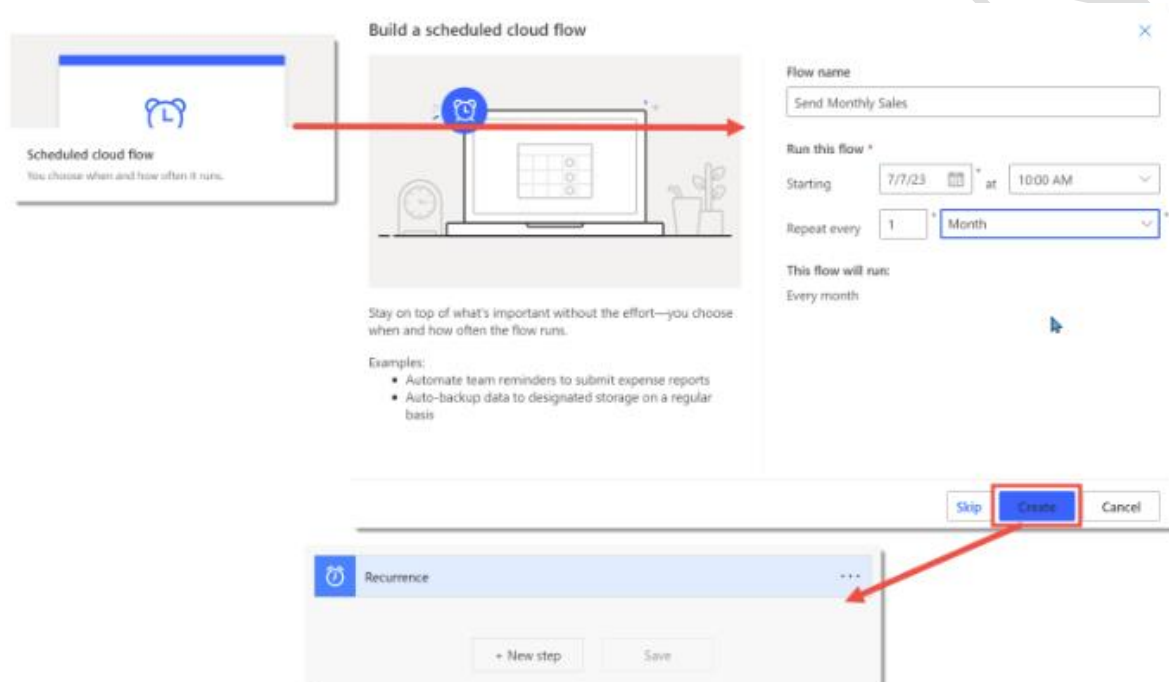 Scheduled cloud flow
You choose when and how often it runs.
Build a scheduled cloud flow
Stay on top of what's important without the effort—you choose
when and how often the flow runs.
Examples:
• Automate team reminders to submit expense reports
• Auto-backup data to designated storage on a regular
basis
Flow name
Send Monthly Sales
Run this flow *
Starting 7/7/23 * at 10:00 AM
Repeat every 1 * Month *
This flow will run:
Every month
Skip Create Cancel
Recurrence ...
+ New step Save